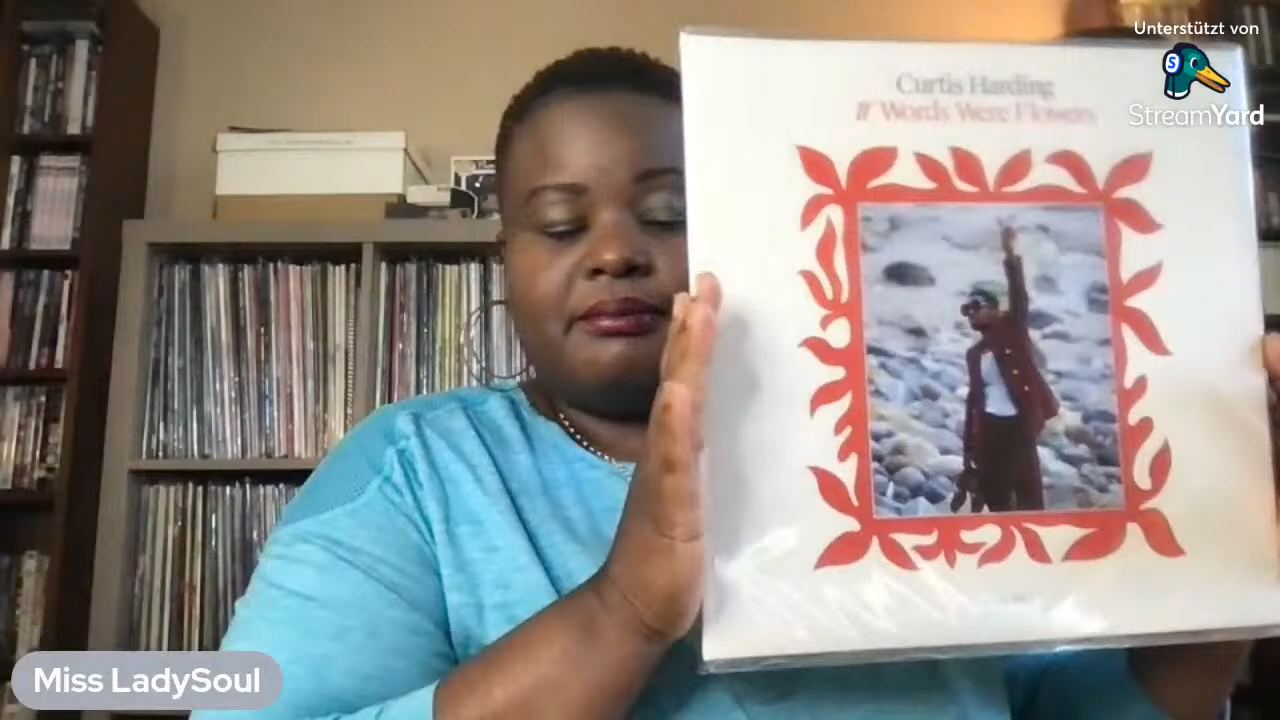 Unterstützt von
StreamYard
Curtis Harding
If Words Were Flowers
Miss LadySoul